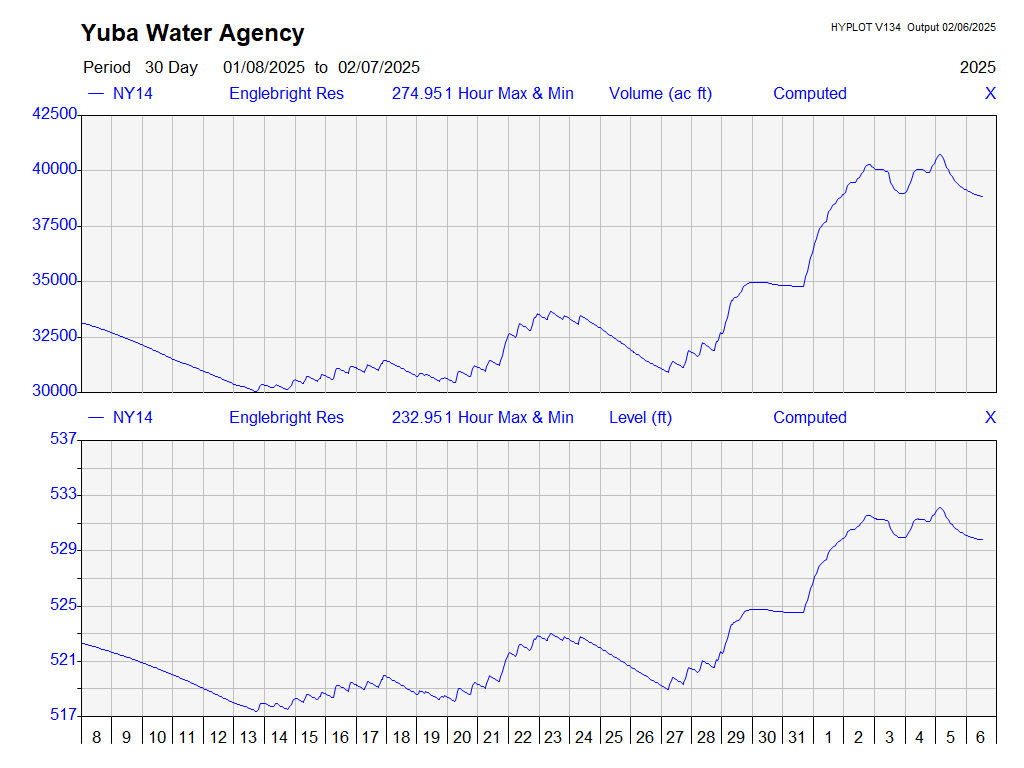 Yuba Water Agency
HYPLOT V134 Output 02/06/2025
Period 30 Day 01/08/2025 to 02/07/2025
2025
NY14 Englebright Res 274.951 Hour Max & Min Volume (ac ft) Computed X
42500
40000
37500
35000
32500
30000
NY14 Englebright Res 232.951 Hour Max & Min Level (ft) Computed X
537
533
529
525
521
517
8 9 10 11 12 13 14 15 16 17 18 19 20 21 22 23 24 25 26 27 28 29 30 31 1 2 3 4 5 6